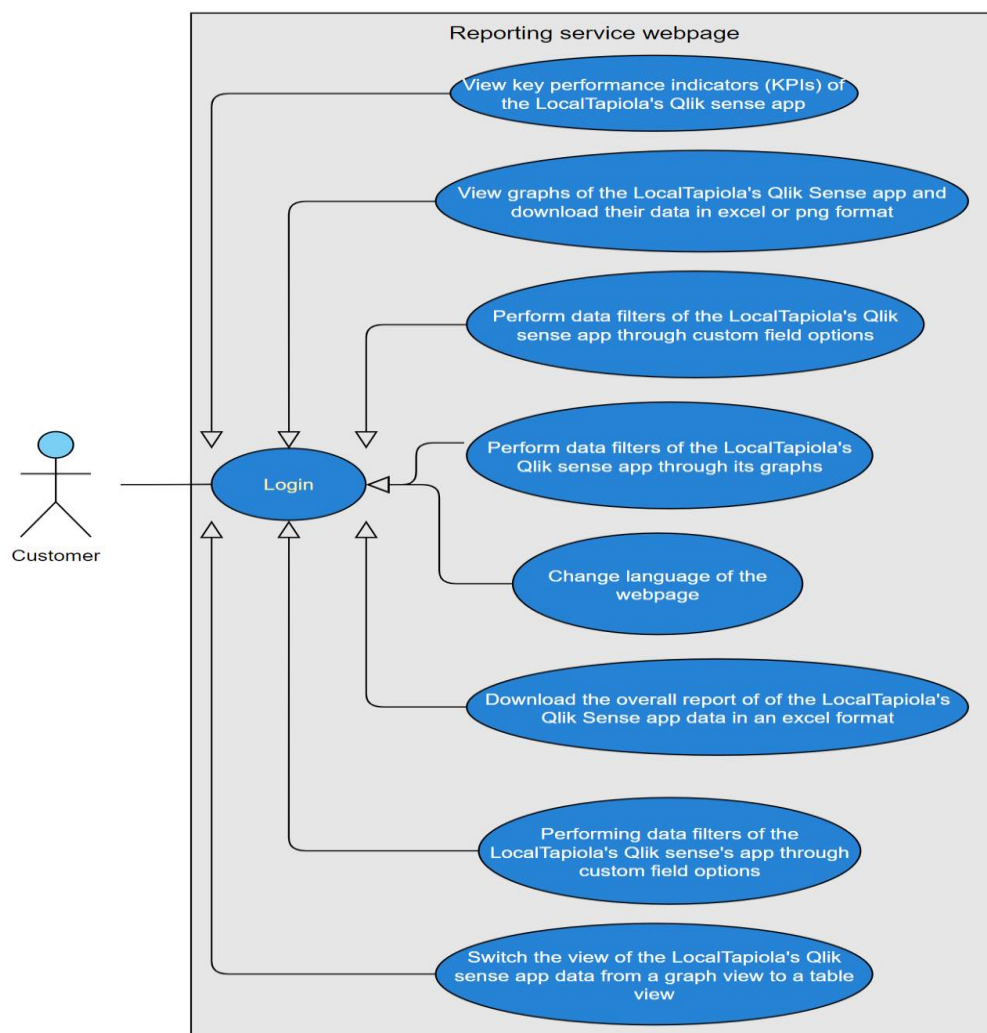 Reporting service webpage
View key performance indicators (KPIs) of
the LocalTapiola's Qlik sense app
View graphs of the LocalTapiola's Qlik Sense app and
download their data in excel or png format
Perform data filters of the LocalTapiola's Qlik
sense app through custom field options
Perform data filters of the LocalTapiola's
Qlik sense app through its graphs
Login
Customer
Change language of the
webpage
Download the overall report of of the LocalTapiola's
Qlik Sense app data in an excel format
Performing data filters of the
LocalTapiola's Qlik sense's app through
custom field options
Switch the view of the LocalTapiola's Qlik
sense app data from a graph view to a table
view